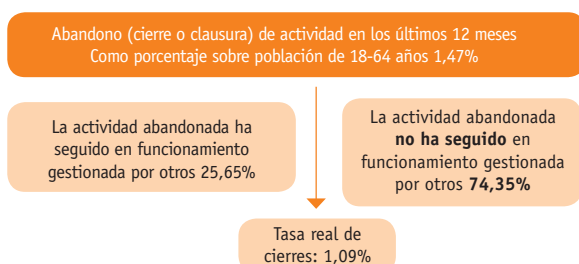 Abandono (cierre o clausura) de actividad en los últimos 12 meses
Como porcentaje sobre población de 18-64 años 1,47%
La actividad abandonada ha
seguido en funcionamiento
gestionada por otros 25,65%
La actividad abandonada
no ha seguido en
funcionamiento gestionada
por otros 74,35%
Tasa real de
cierres: 1,09%